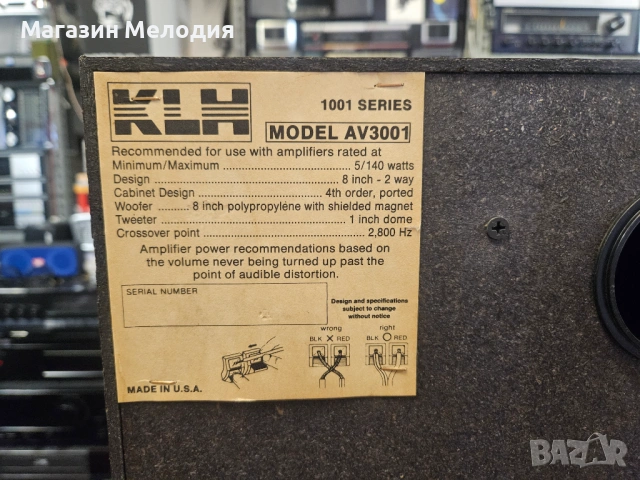 Магазин Мелодия
KLH
1001 SERIES
MODEL AV3001
Recommended for use with amplifiers rated at
Minimum/Maximum ........ 5/140 watts
Design ........ 8 inch - 2 way
Cabinet Design ........ 4th order, ported
Woofer ........ 8 inch polypropylene with shielded magnet
Tweeter ........ 1 inch dome
Crossover point ........ 2,800 Hz
Amplifier power recommendations based on
the volume never being turned up past the
point of audible distortion.
SERIAL NUMBER
Design and specifications
subject to change
without notice
wrong right
BLK X RED BLK O RED
MADE IN U.S.A.
BAZAR